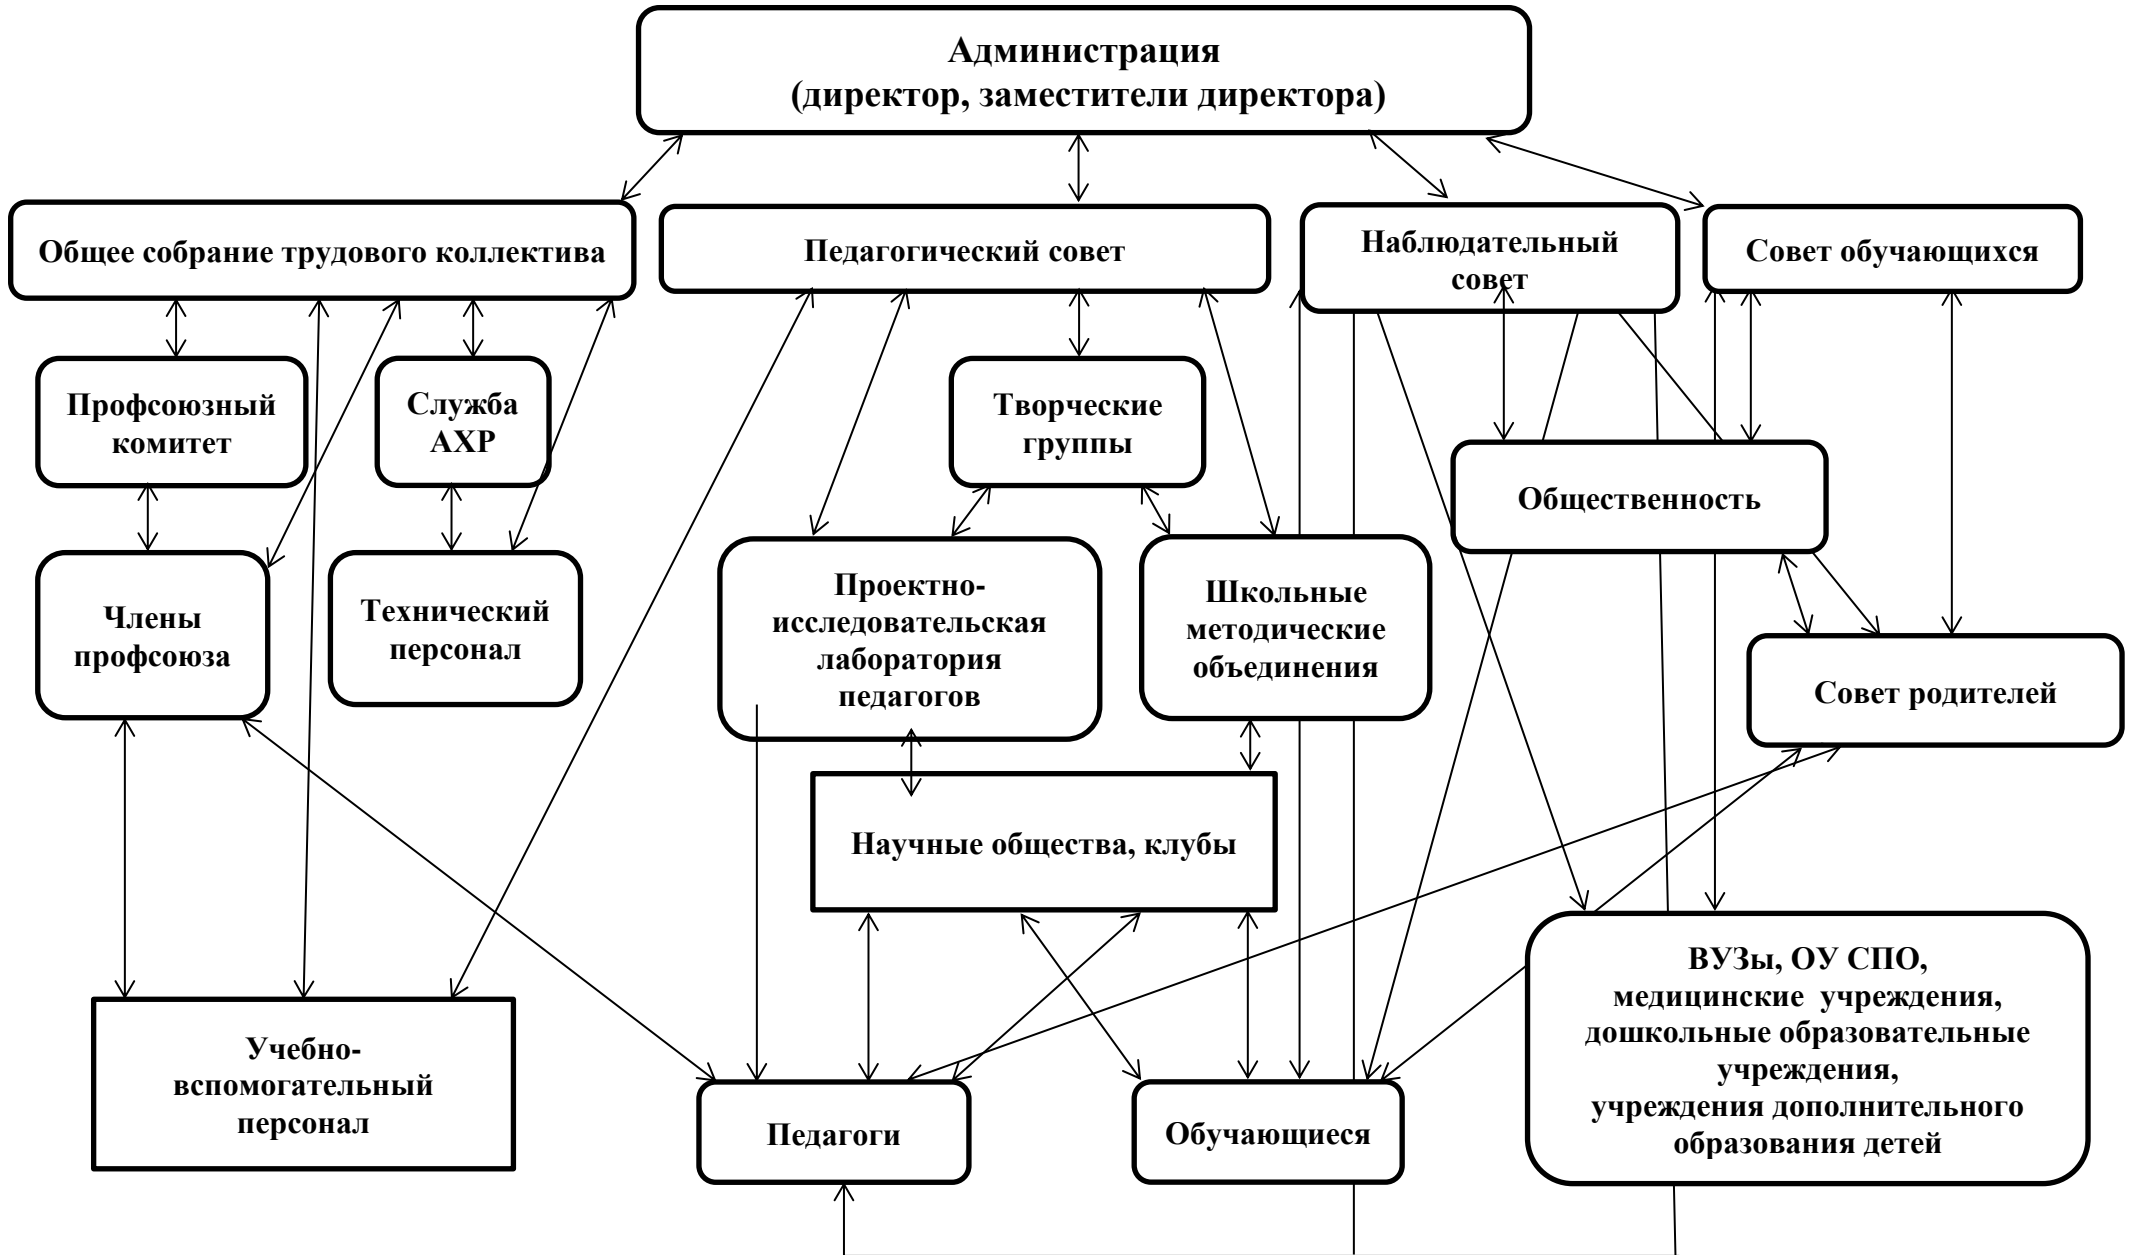 Администрация
(директор, заместители директора)
Общее собрание трудового коллектива
Педагогический совет
Наблюдательный
совет
Совет обучающихся
Профсоюзный
комитет
Служба
АХР
Творческие
группы
Общественность
Члены
профсоюза
Технический
персонал
Проектно-
исследовательская
лаборатория
педагогов
Школьные
методические
объединения
Совет родителей
Научные общества, клубы
Учебно-
вспомогательный
персонал
Педагоги
Обучающиеся
ВУЗы, ОУ СПО,
медицинские учреждения,
дошкольные образовательные
учреждения,
учреждения дополнительного
образования детей